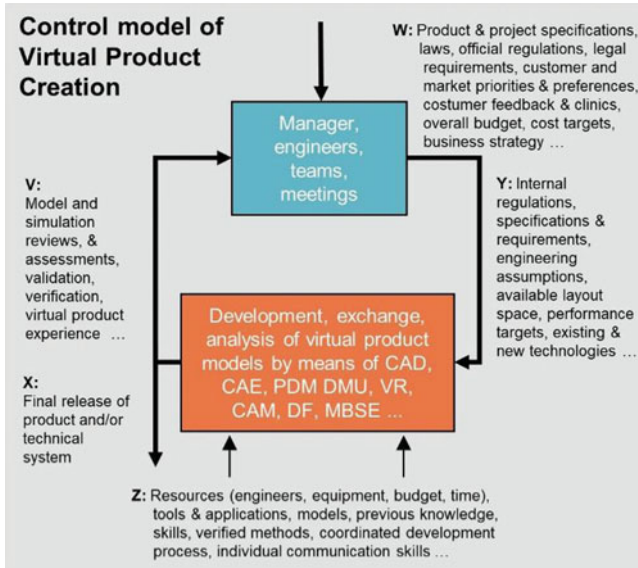 Control model of
Virtual Product
Creation
W: Product & project specifications,
laws, official regulations, legal
requirements, customer and
market priorities & preferences,
costumer feedback & clinics,
overall budget, cost targets,
business strategy ...
Manager,
engineers,
teams,
meetings
V:
Model and
simulation
reviews, &
assessments,
validation,
verification,
virtual product
experience ...
Y: Internal
regulations,
specifications &
requirements,
engineering
assumptions,
available layout
space, performance
targets, existing &
new technologies ...
Development, exchange,
analysis of virtual product
models by means of CAD,
CAE, PDM DMU, VR,
CAM, DF, MBSE ...
X:
Final release of
product and/or
technical
system
Z: Resources (engineers, equipment, budget, time),
tools & applications, models, previous knowledge,
skills, verified methods, coordinated development
process, individual communication skills ...